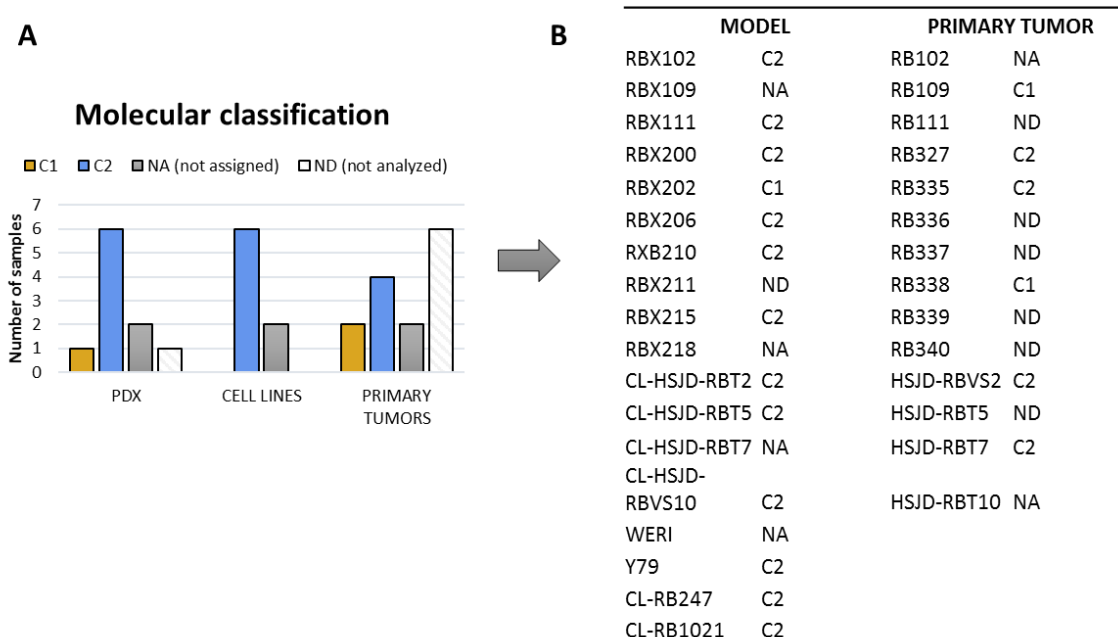 A
Molecular classification
C1 C2 NA (not assigned) ND (not analyzed)
Number of samples
7
6
5
4
3
2
1
0
PDX CELL LINES PRIMARY
TUMORS
B
MODEL PRIMARY TUMOR
RBX102 C2 RB102 NA
RBX109 NA RB109 C1
RBX111 C2 RB111 ND
RBX200 C2 RB327 C2
RBX202 C1 RB335 C2
RBX206 C2 RB336 ND
RXB210 C2 RB337 ND
RBX211 ND RB338 C1
RBX215 C2 RB339 ND
RBX218 NA RB340 ND
CL-HSJD-RBT2 C2 HSJD-RBVS2 C2
CL-HSJD-RBT5 C2 HSJD-RBT5 ND
CL-HSJD-RBT7 NA HSJD-RBT7 C2
CL-HSJD-
RBVS10 C2 HSJD-RBT10 NA
WERI NA
Y79 C2
CL-RB247 C2
CL-RB1021 C2